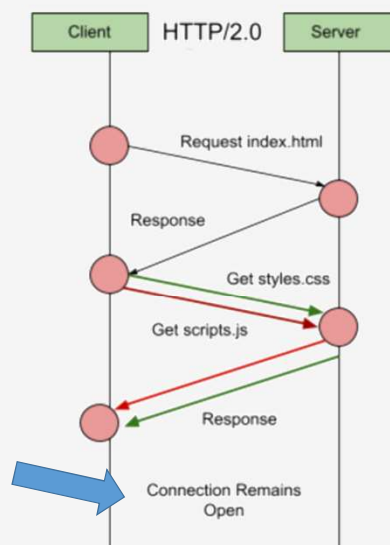 Client
HTTP/2.0
Server
Request index.html
Response
Get styles.css
Get scripts.js
Response
Connection Remains
Open